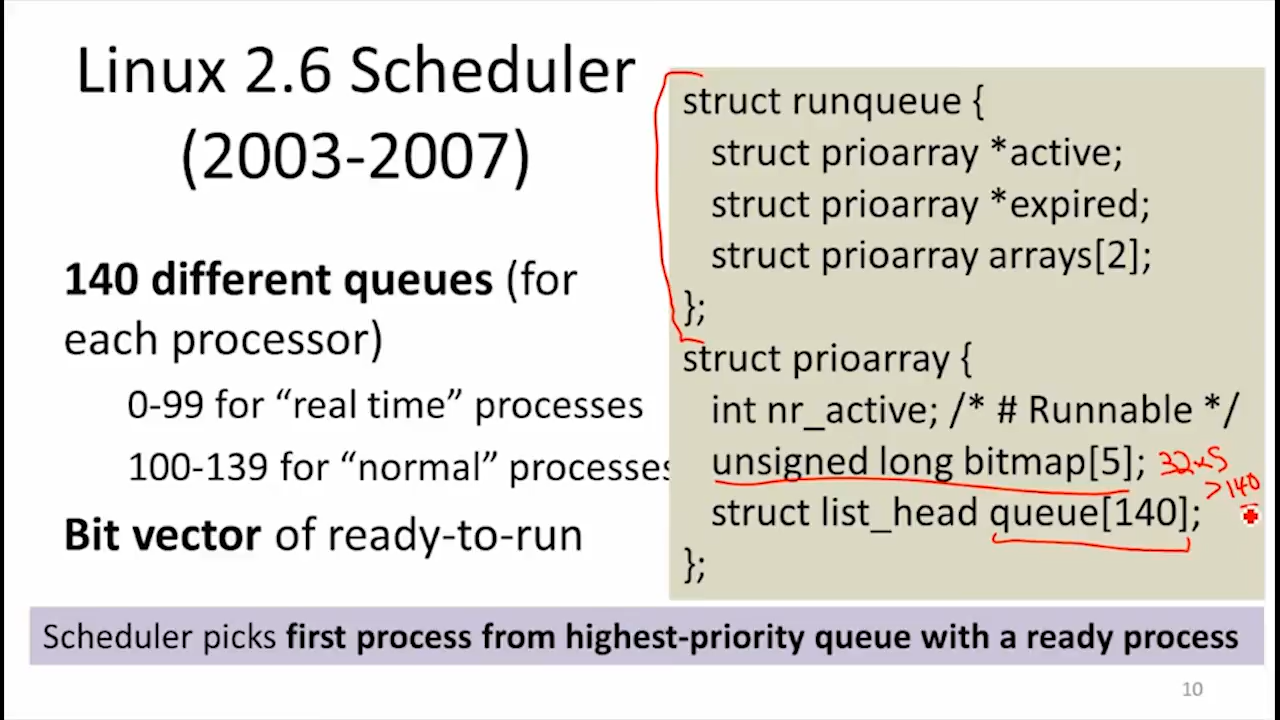 Linux 2.6 Scheduler
(2003-2007)
140 different queues (for
each processor)
0-99 for “real time” processes
100-139 for “normal” processes
Bit vector of ready-to-run
struct runqueue {
struct prioarray *active;
struct prioarray *expired;
struct prioarray arrays[2];
};
struct prioarray {
int nr_active; /* # Runnable */
unsigned long bitmap[5]; 32x5
>140
struct list_head queue[140];
};
Scheduler picks first process from highest-priority queue with a ready process
10